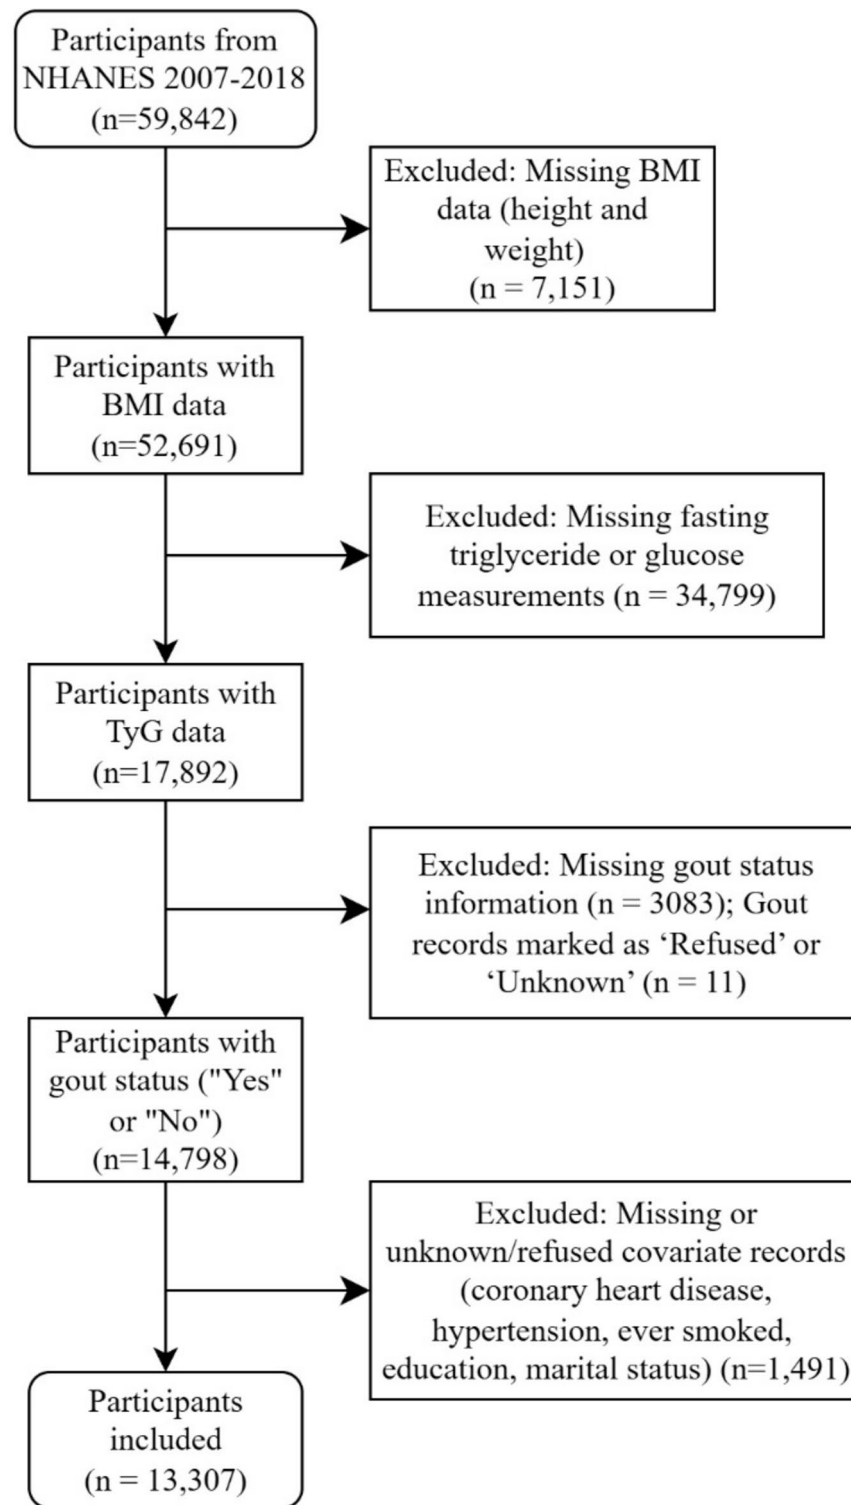 Participants from
NHANES 2007-2018
(n=59,842)
Excluded: Missing BMI
data (height and
weight)
(n = 7,151)
Participants with
BMI data
(n=52,691)
Excluded: Missing fasting
triglyceride or glucose
measurements (n = 34,799)
Participants with
TyG data
(n=17,892)
Excluded: Missing gout status
information (n = 3083); Gout
records marked as ‘Refused’ or
‘Unknown’ (n = 11)
Participants with
gout status ("Yes"
or "No")
(n=14,798)
Excluded: Missing or
unknown/refused covariate records
(coronary heart disease,
hypertension, ever smoked,
education, marital status) (n=1,491)
Participants
included
(n = 13,307)